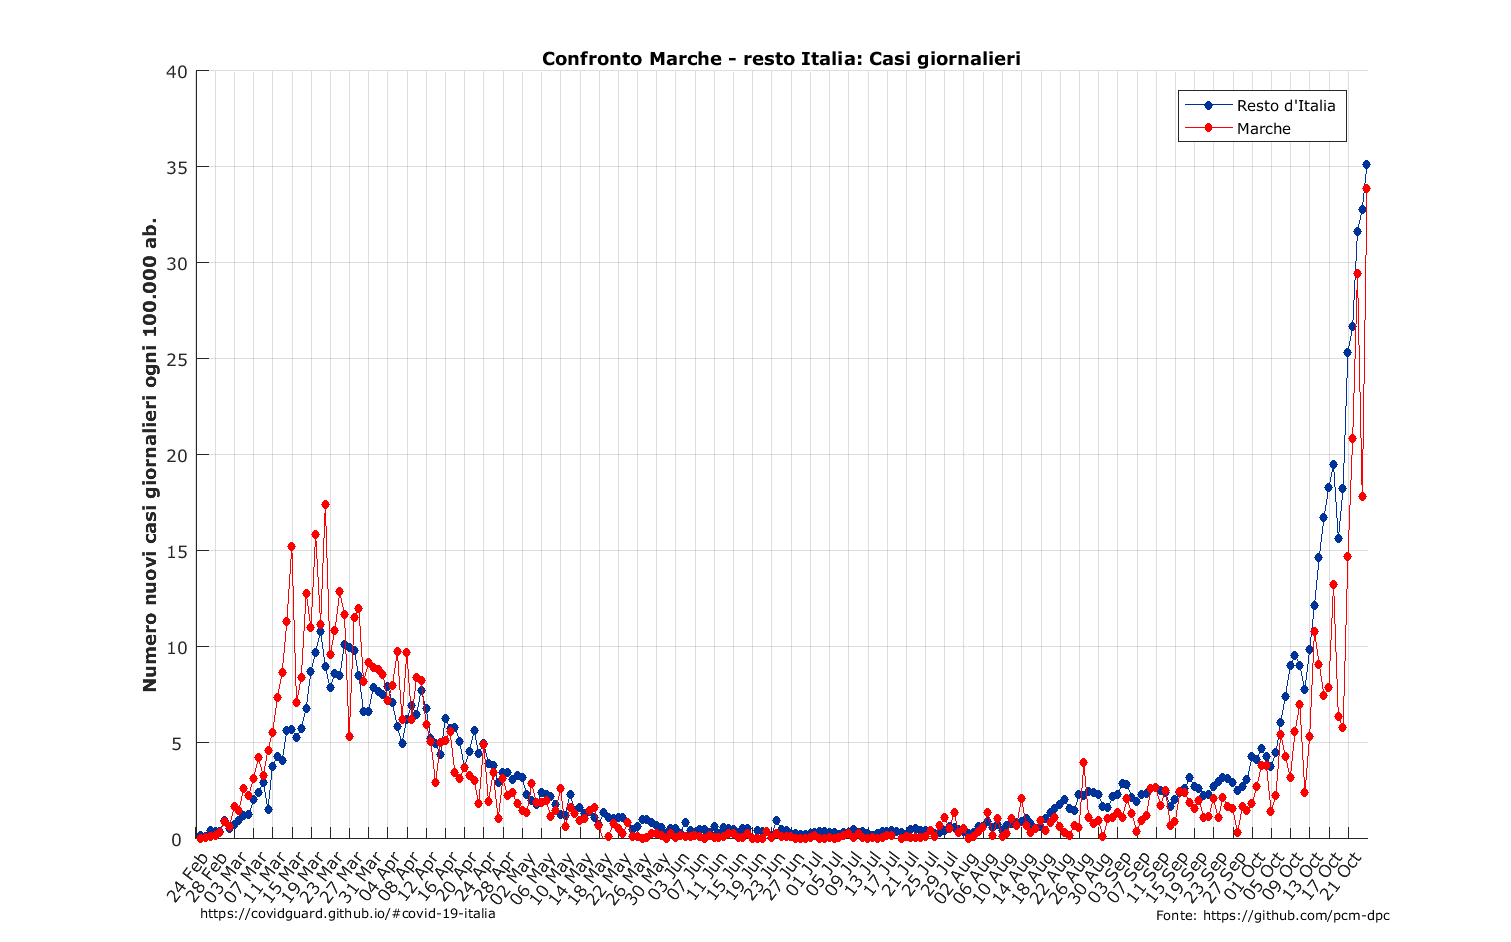 Confronto Marche - resto Italia: Casi giornalieri
Resto d'Italia
Marche
Numero nuovi casi giornalieri ogni 100.000 ab.
40
35
30
25
20
15
10
5
0
24 Feb
28 Feb
03 Mar
07 Mar
11 Mar
15 Mar
19 Mar
23 Mar
27 Mar
31 Mar
04 Apr
08 Apr
12 Apr
16 Apr
20 Apr
24 Apr
28 Apr
02 May
06 May
10 May
14 May
18 May
22 May
26 May
30 May
03 Jun
07 Jun
11 Jun
15 Jun
19 Jun
23 Jun
27 Jun
01 Jul
05 Jul
09 Jul
13 Jul
17 Jul
21 Jul
25 Jul
29 Jul
02 Aug
06 Aug
10 Aug
14 Aug
18 Aug
22 Aug
26 Aug
30 Aug
03 Sep
07 Sep
11 Sep
15 Sep
19 Sep
23 Sep
27 Sep
01 Oct
05 Oct
09 Oct
13 Oct
17 Oct
21 Oct
https://covidguard.github.io/#covid-19-italia
Fonte: https://github.com/pcm-dpc